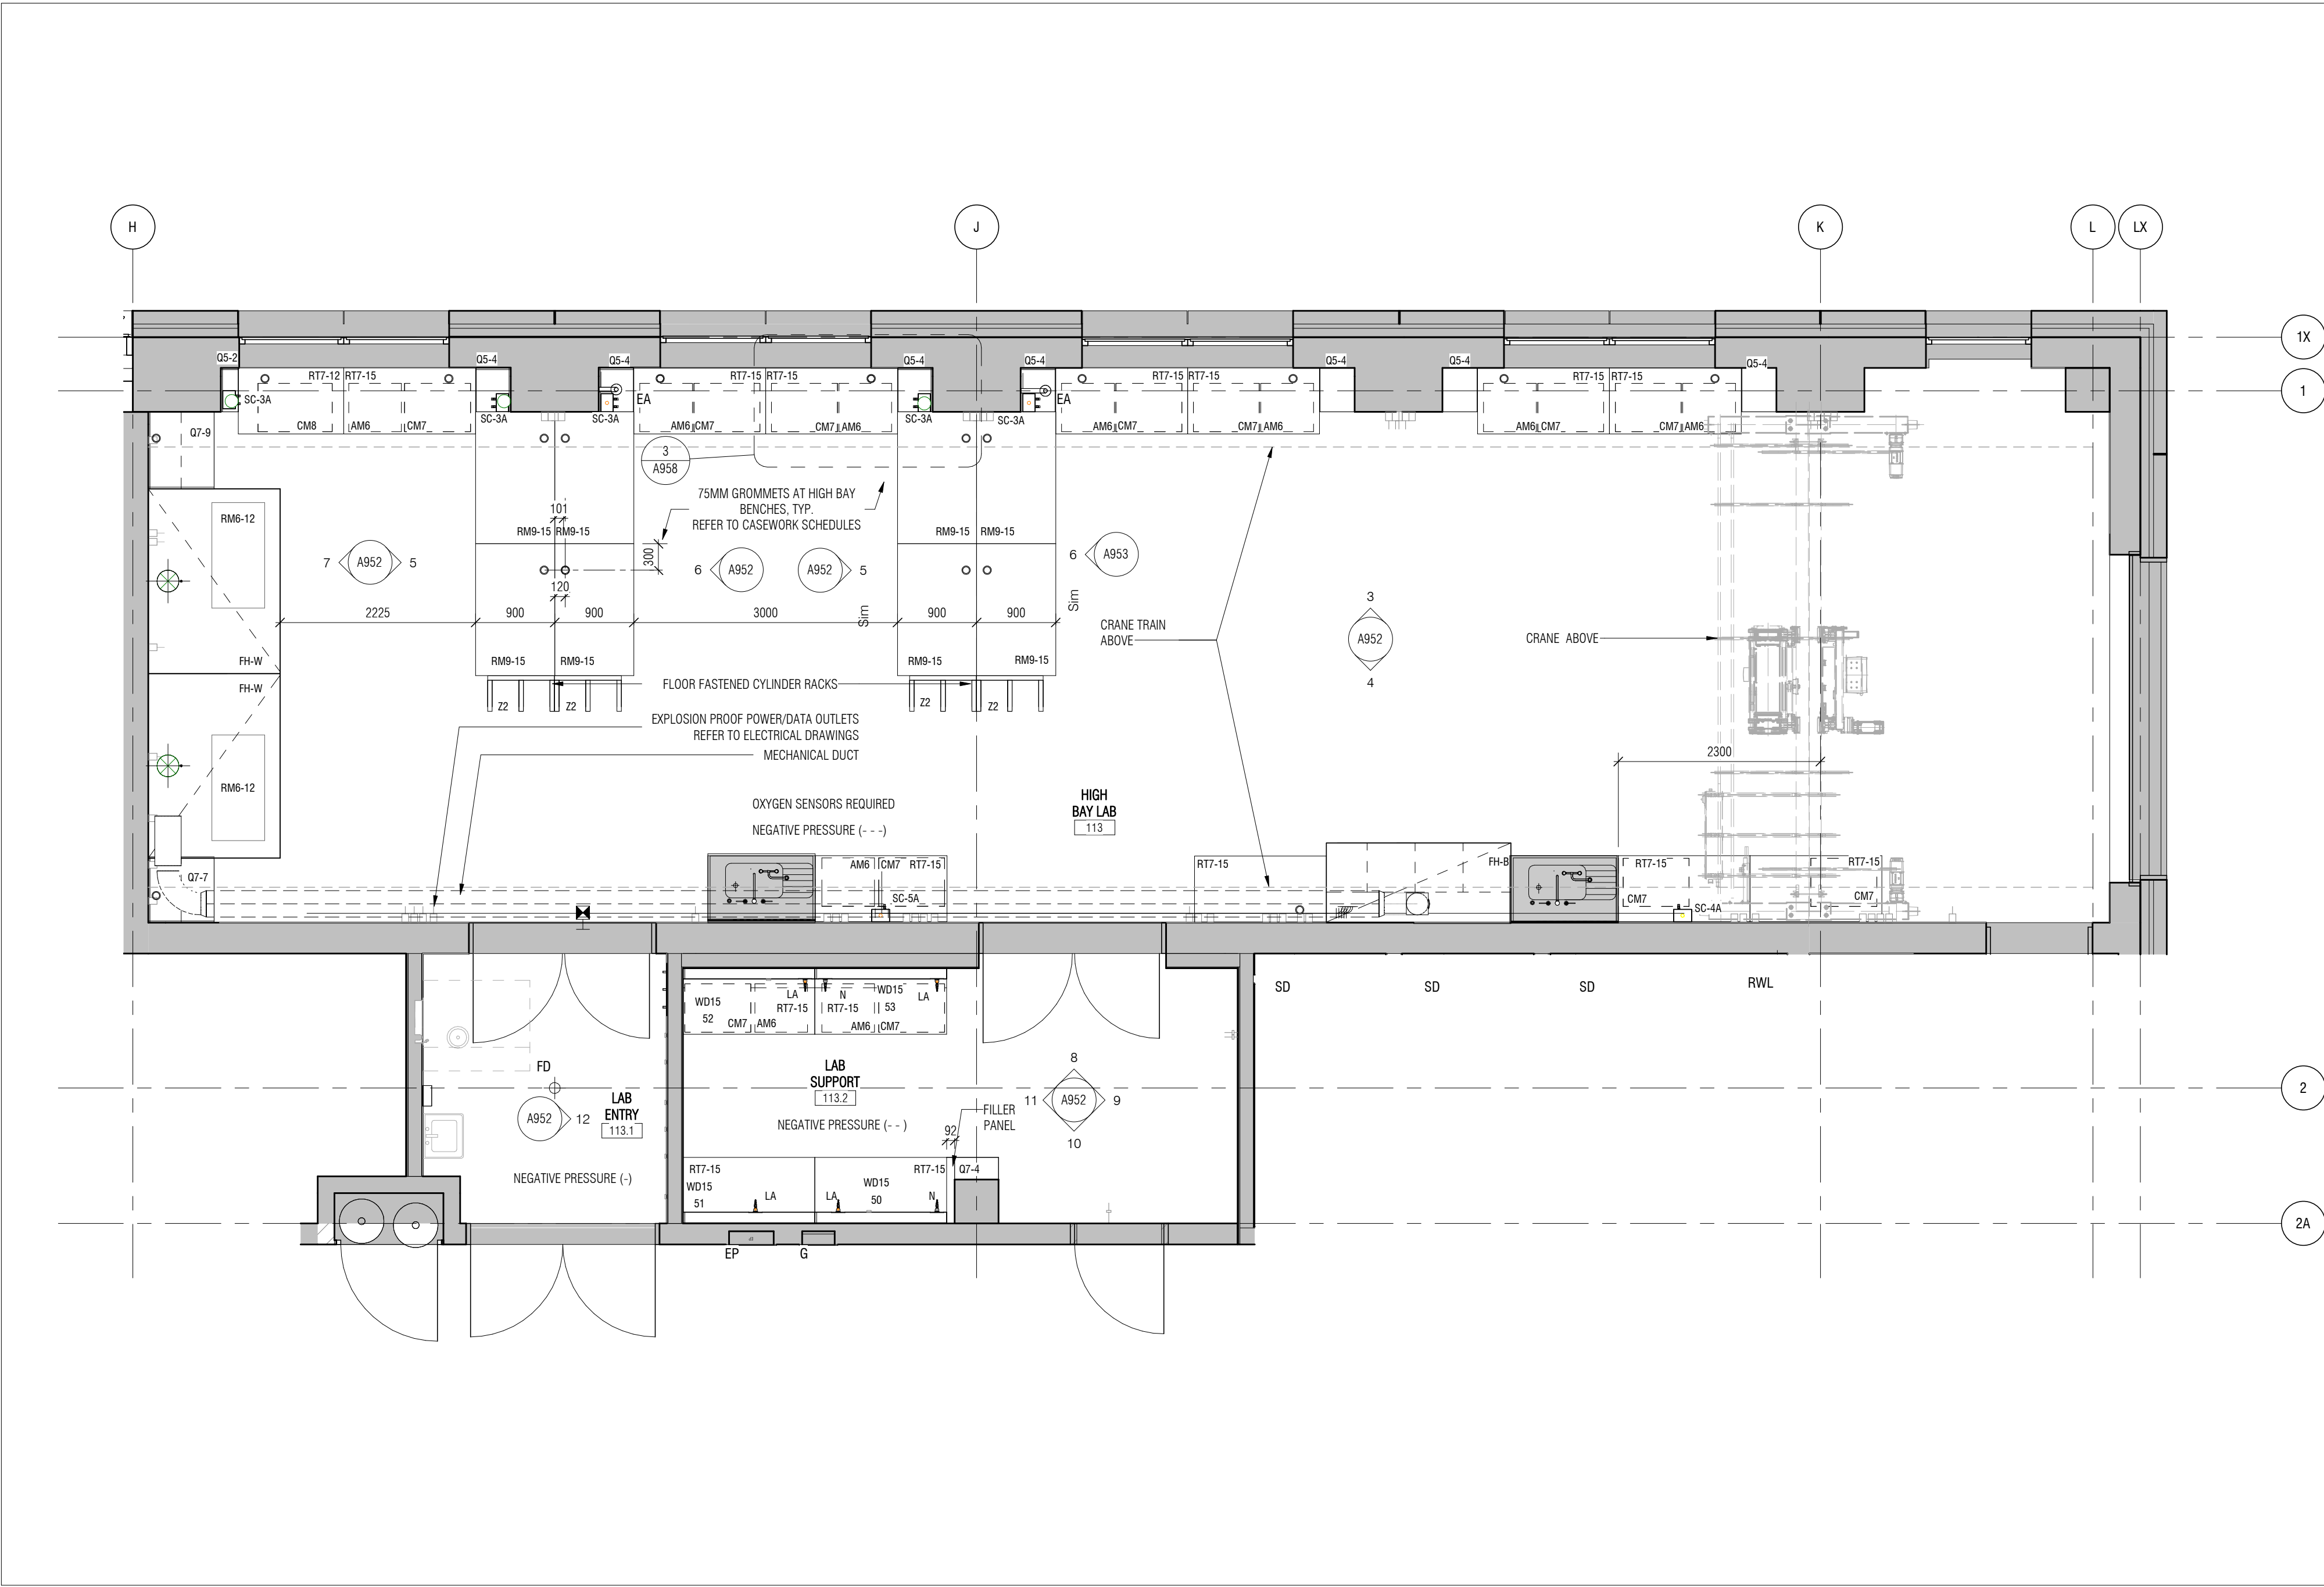 H
J
K
L
LX
1X
1
Q5-2
Q5-4
Q5-4
Q5-4
Q5-4
Q5-4
Q5-4
Q5-4
RT7-12
RT7-15
RT7-15
RT7-15
RT7-15
RT7-15
RT7-15
RT7-15
SC-3A
EA
EA
SC-3A
SC-3A
SC-3A
SC-3A
CM8
AM6
CM7
AM6
CM7
CM7
AM6
AM6
CM7
CM7
AM6
AM6
CM7
CM7
AM6
Q7-9
3
A958
75MM GROMMETS AT HIGH BAY
BENCHES, TYP.
REFER TO CASEWORK SCHEDULES
RM6-12
101
RM9-15
RM9-15
RM9-15
RM9-15
300
7
A952
5
6
A952
A952
5
6
A953
120
2225
900
900
3000
900
900
Sim
Sim
3
A952
4
CRANE TRAIN
ABOVE
CRANE ABOVE
FH-W
RM9-15
RM9-15
RM9-15
RM9-15
FH-W
FLOOR FASTENED CYLINDER RACKS
Z2
Z2
Z2
Z2
EXPLOSION PROOF POWER/DATA OUTLETS
REFER TO ELECTRICAL DRAWINGS
MECHANICAL DUCT
2300
RM6-12
OXYGEN SENSORS REQUIRED
NEGATIVE PRESSURE (- - -)
HIGH
BAY LAB
113
Q7-7
AM6
CM7
RT7-15
SC-5A
RT7-15
FH-B
RT7-15
CM7
SC-4A
RT7-15
CM7
SD
SD
SD
RWL
WD15
52
CM7
LA
RT7-15
AM6
N
RT7-15
AM6
WD15
53
CM7
LA
FD
A952
12
LAB
ENTRY
113.1
NEGATIVE PRESSURE (-)
LAB
SUPPORT
113.2
NEGATIVE PRESSURE (- - )
92
FILLER
PANEL
8
11
A952
9
10
2
RT7-15
WD15
51
LA
LA
WD15
50
RT7-15
N
Q7-4
2A
EP
G